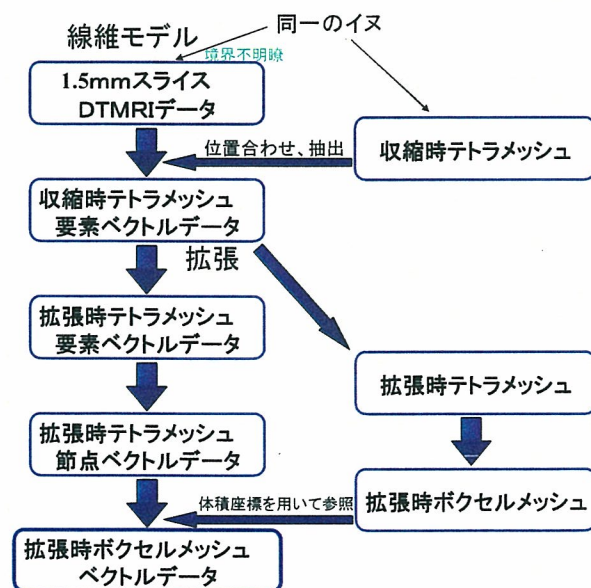 同一のイヌ
線維モデル
境界不明瞭
1.5mmスライス
DTMRIデータ
位置合わせ、抽出
収縮時テトラメッシュ
収縮時テトラメッシュ
要素ベクトルデータ
拡張
拡張時テトラメッシュ
要素ベクトルデータ
拡張時テトラメッシュ
拡張時テトラメッシュ
節点ベクトルデータ
体積座標を用いて参照
拡張時ボクセルメッシュ
拡張時ボクセルメッシュ
ベクトルデータ